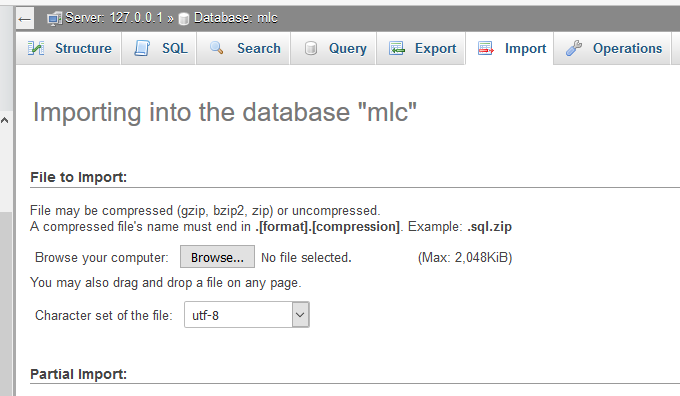 ← Server: 127.0.0.1 » Database: mlc
Structure SQL Search Query Export Import Operations
Importing into the database "mlc"
File to Import:
File may be compressed (gzip, bzip2, zip) or uncompressed.
A compressed file's name must end in .[format].[compression]. Example: .sql.zip
Browse your computer: Browse... No file selected. (Max: 2,048KiB)
You may also drag and drop a file on any page.
Character set of the file: utf-8
Partial Import: